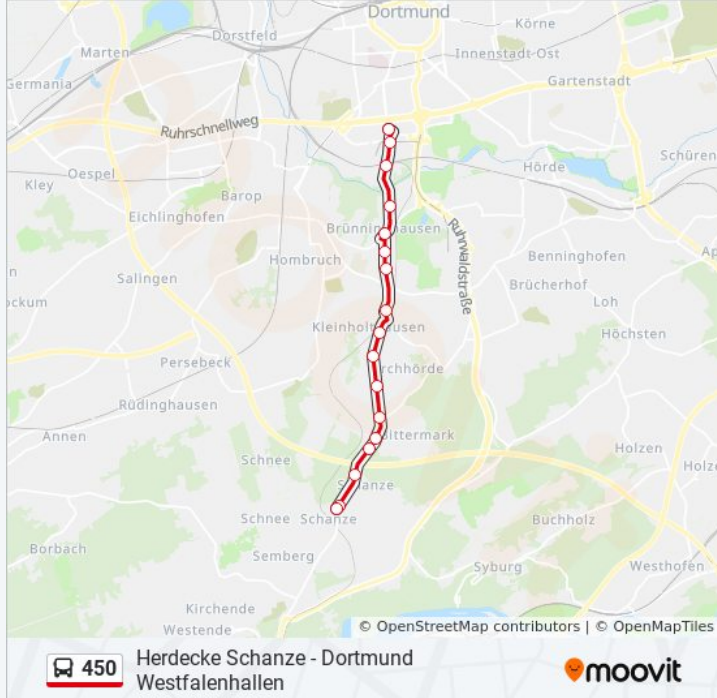 Dortmund
Körne
Dorstfeld
Marten
Innenstadt-Ost
Germania
Gartenstadt
Ruhrschnellweg
Schüren
Hörde
Oespel
Kley
Barop
Eichlinghofen
Brünninghausen
Ruhrwaldstraße
Hombruch
Benninghofen
Salingen
Brücherhof
Loh
ockum
Kleinholthausen
Höchsten
Persebeck
rchhörde
Rüdinghausen
Annen
ittermark
Holzen
Schnee
Holze
Schanze
Schnee
Schanze
Buchholz
Borbach
Semberg
Syburg
Westhofen
Kirchende
Westende
© OpenStreetMap contributors | © OpenMapTiles
450
Herdecke Schanze - Dortmund
Westfalenhallen
moovit